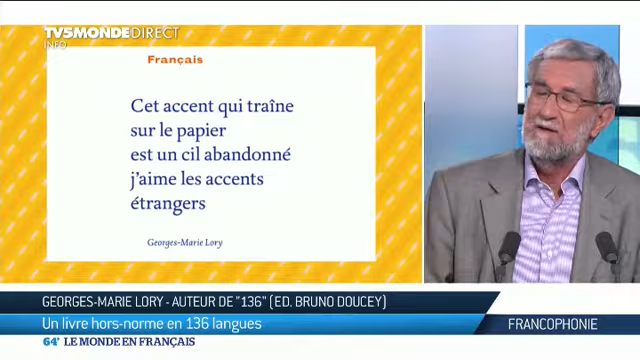 TV5MONDE DIRECT
INFO
Français
Cet accent qui traîne
sur le papier
est un cil abandonné
j'aime les accents
étrangers
Georges-Marie Lory
GEORGES-MARIE LORY - AUTEUR DE "136" (ED. BRUNO DOUCEY)
Un livre hors-norme en 136 langues
FRANCOPHONIE
64' LE MONDE EN FRANÇAIS